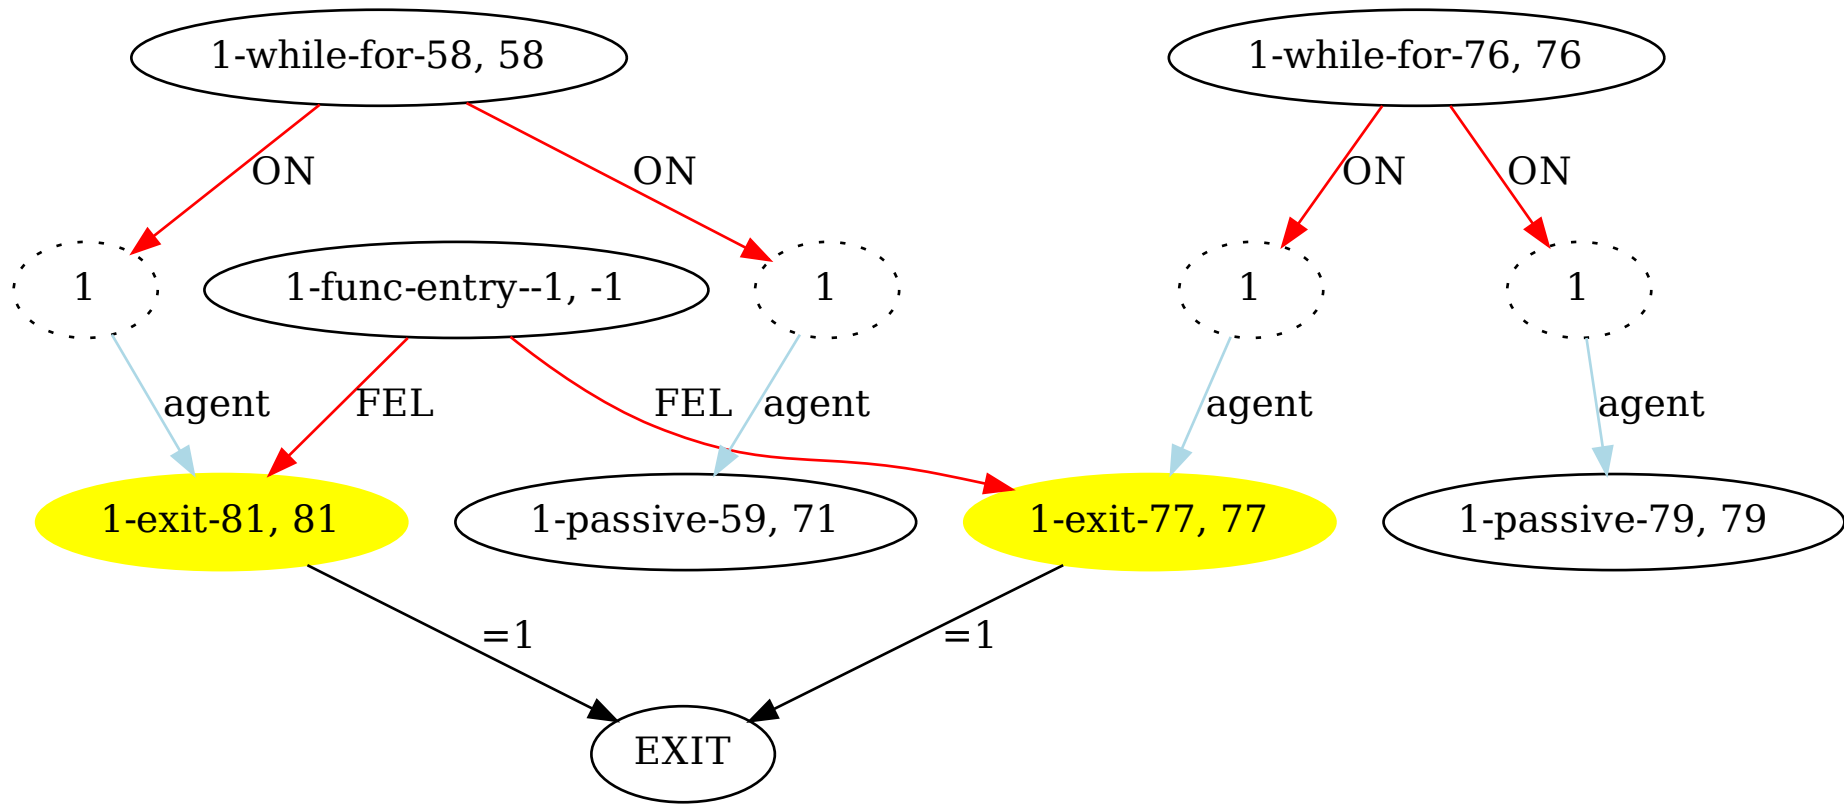 1-while-for-58, 58
1-while-for-76, 76
ON
ON
ON
ON
1
1-func-entry--1, -1
1
1
1
agent
FEL
FEL
agent
agent
agent
1-exit-81, 81
1-passive-59, 71
1-exit-77, 77
1-passive-79, 79
=1
=1
EXIT